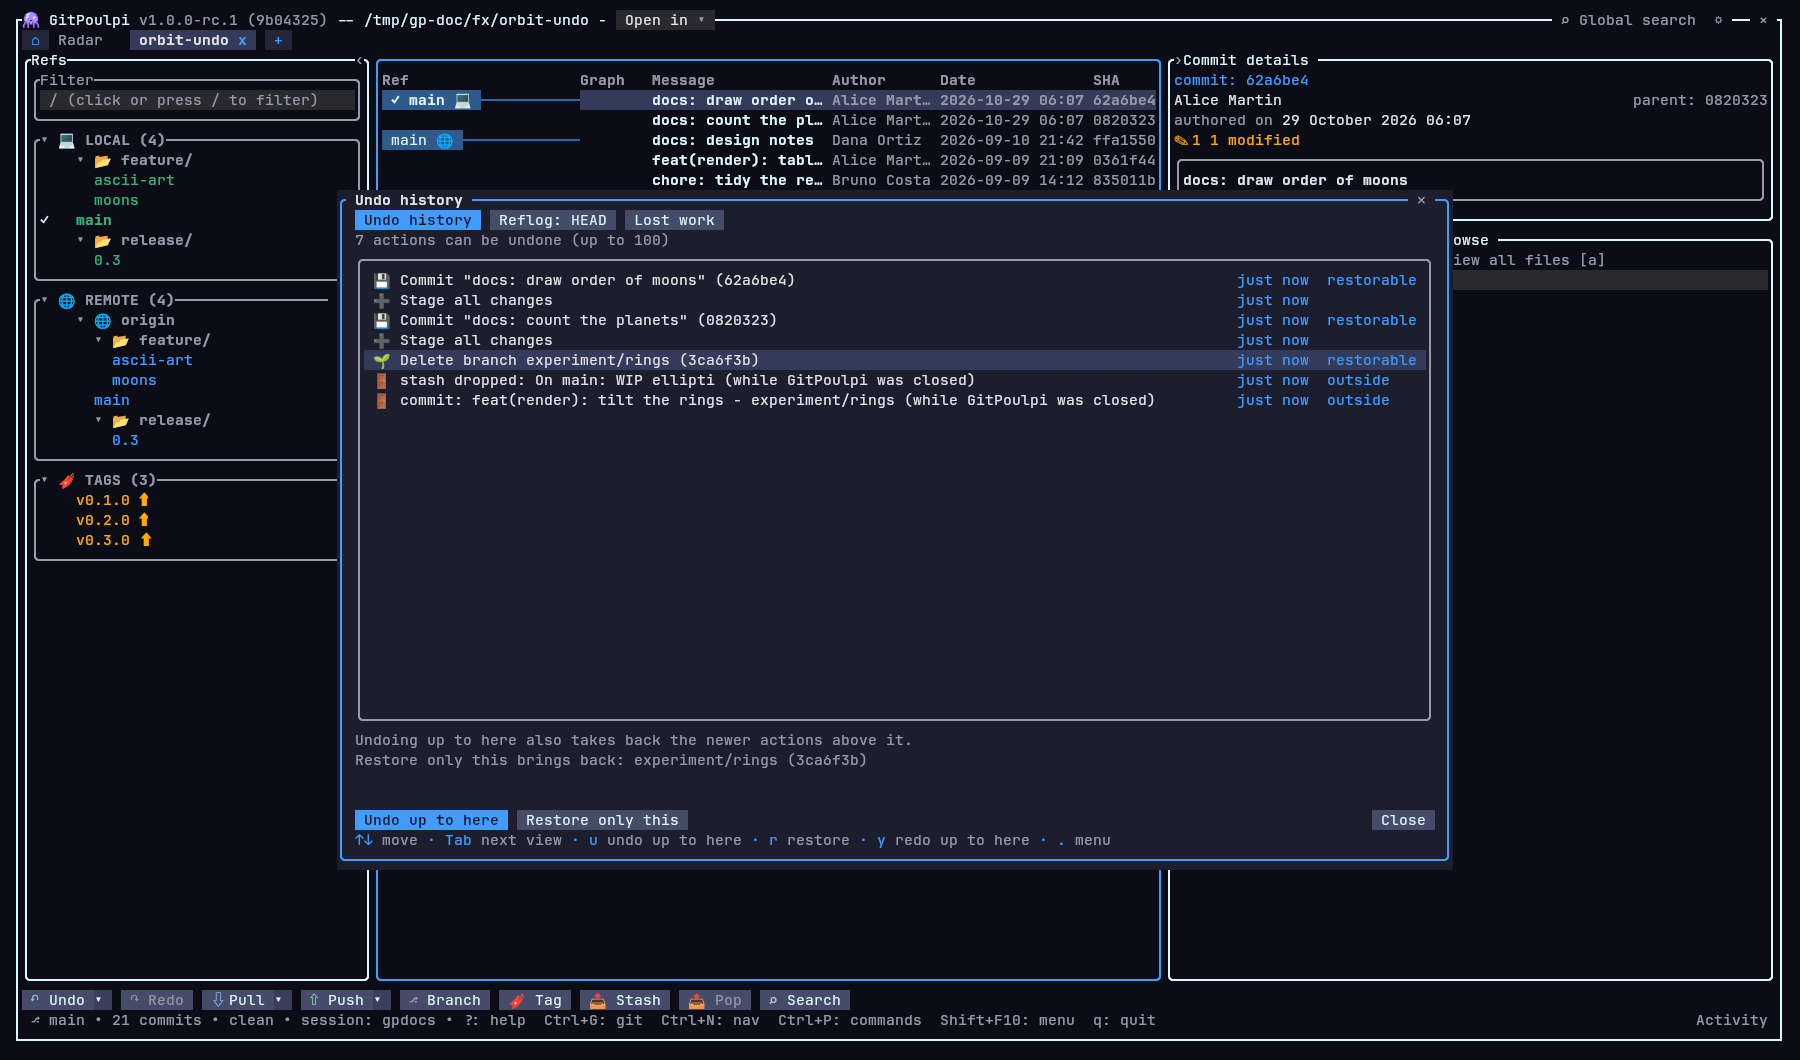 GitPoulpi v1.0.0-rc.1 (9b04325) —— /tmp/gp-doc/fx/orbit-undo - Open in ▾ ⌕ Global search ✕
⌂ Radar orbit-undo x +
Refs
Filter
/ (click or press / to filter)
LOCAL (4)
feature/
ascii-art
moons
✓ main
release/
0.3
REMOTE (4)
origin
feature/
ascii-art
moons
main
release/
0.3
TAGS (3)
v0.1.0 ⬆
v0.2.0 ⬆
v0.3.0 ⬆
Ref Graph Message Author Date SHA
✓ main docs: draw order o… Alice Mart… 2026-10-29 06:07 62a6be4
docs: count the pl… Alice Mart… 2026-10-29 06:07 0820323
main docs: design notes Dana Ortiz 2026-09-10 21:42 ffa1550
feat(render): tabl… Alice Mart… 2026-09-09 21:09 0361f44
chore: tidy the re… Bruno Costa 2026-09-09 14:12 835011b
Commit details
commit: 62a6be4
Alice Martin parent: 0820323
authored on 29 October 2026 06:07
1 1 modified
docs: draw order of moons
owse
iew all files [a]
Undo history ×
Undo history Reflog: HEAD Lost work
7 actions can be undone (up to 100)
Commit "docs: draw order of moons" (62a6be4) just now restorable
Stage all changes just now
Commit "docs: count the planets" (0820323) just now restorable
Stage all changes just now
Delete branch experiment/rings (3ca6f3b) just now restorable
stash dropped: On main: WIP ellipti (while GitPoulpi was closed) just now outside
commit: feat(render): tilt the rings - experiment/rings (while GitPoulpi was closed) just now outside
Undoing up to here also takes back the newer actions above it.
Restore only this brings back: experiment/rings (3ca6f3b)
Undo up to here Restore only this Close
↑↓ move · Tab next view · u undo up to here · r restore · y redo up to here · . menu
Undo ▾ Redo Pull ▾ Push ▾ Branch Tag Stash Pop Search
main • 21 commits • clean • session: gpdocs • ?: help Ctrl+G: git Ctrl+N: nav Ctrl+P: commands Shift+F10: menu q: quit Activity